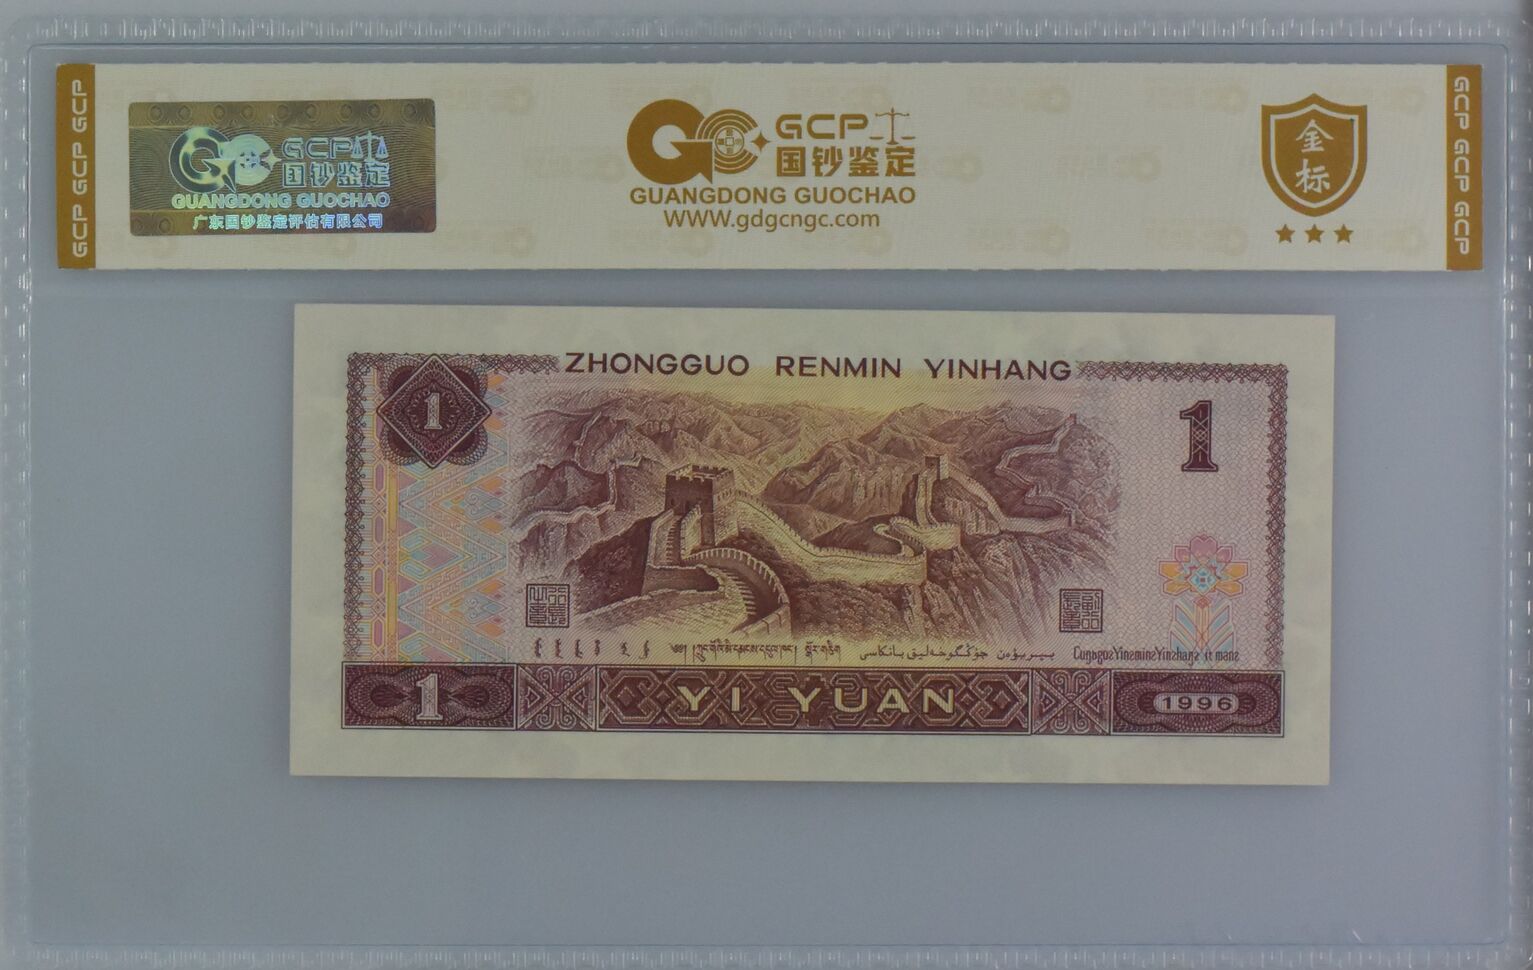 GCP GCP GCP
GCP
国钞鉴定
GUANGDONG GUOCHAO
广东国钞鉴定评估有限公司
GCP
国钞鉴定
GUANGDONG GUOCHAO
WWW.gdgcngc.com
金
标
GCP GCP GCP
ZHONGGUO RENMIN YINHANG
1
1
1 YI YUAN 1996